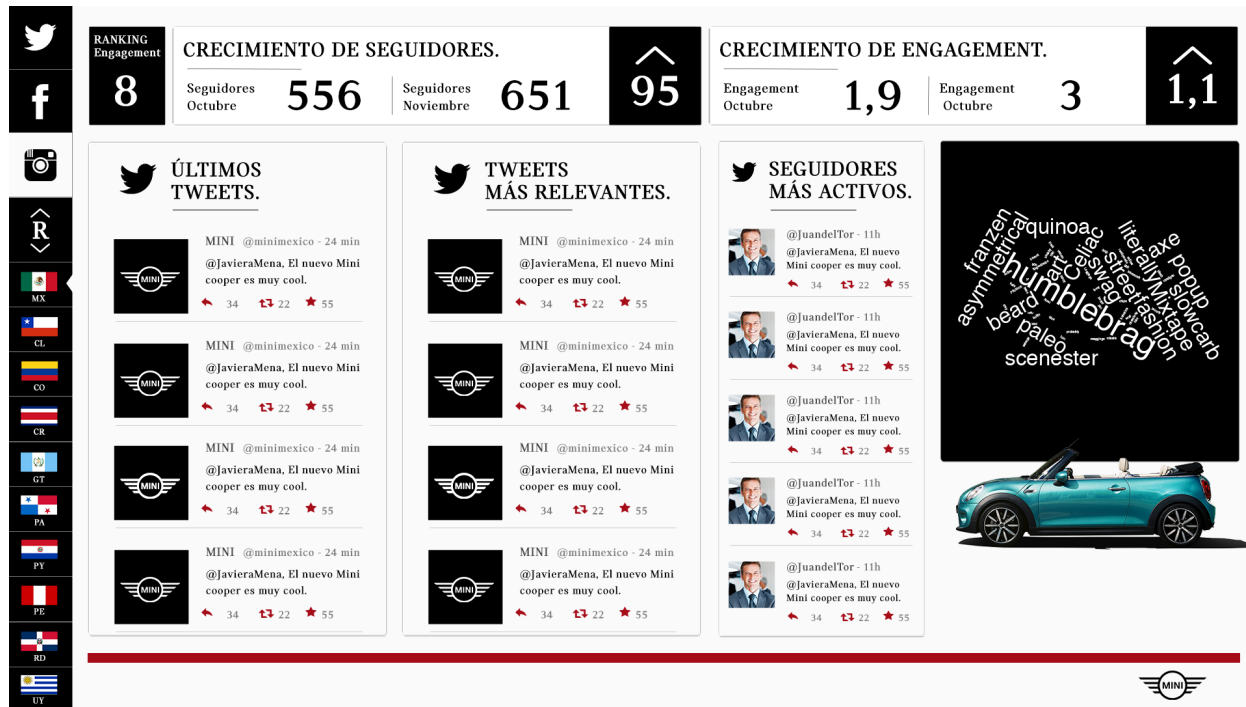 RANKING
Engagement
8
CRECIMIENTO DE SEGUIDORES.
Seguidores
Octubre
556
Seguidores
Noviembre
651
95
CRECIMIENTO DE ENGAGEMENT.
Engagement
Octubre
1,9
Engagement
Octubre
3
1,1
R
MX
CL
CO
CR
GT
PA
PY
PE
RD
UY
ÚLTIMOS
TWEETS.
MINI @minimexico - 24 min
@JavieraMena, El nuevo Mini
cooper es muy cool.
34 22 55
MINI
MINI @minimexico - 24 min
@JavieraMena, El nuevo Mini
cooper es muy cool.
34 22 55
MINI
MINI @minimexico - 24 min
@JavieraMena, El nuevo Mini
cooper es muy cool.
34 22 55
MINI
MINI @minimexico - 24 min
@JavieraMena, El nuevo Mini
cooper es muy cool.
34 22 55
MINI
TWEETS
MÁS RELEVANTES.
MINI @minimexico - 24 min
@JavieraMena, El nuevo Mini
cooper es muy cool.
34 22 55
MINI
MINI @minimexico - 24 min
@JavieraMena, El nuevo Mini
cooper es muy cool.
34 22 55
MINI
MINI @minimexico - 24 min
@JavieraMena, El nuevo Mini
cooper es muy cool.
34 22 55
MINI
MINI @minimexico - 24 min
@JavieraMena, El nuevo Mini
cooper es muy cool.
34 22 55
MINI
SEGUIDORES
MÁS ACTIVOS.
@JuandelTor - 11h
@JavieraMena, El nuevo
Mini cooper es muy cool.
34 22 55
@JuandelTor - 11h
@JavieraMena, El nuevo
Mini cooper es muy cool.
34 22 55
@JuandelTor - 11h
@JavieraMena, El nuevo
Mini cooper es muy cool.
34 22 55
@JuandelTor - 11h
@JavieraMena, El nuevo
Mini cooper es muy cool.
34 22 55
@JuandelTor - 11h
@JavieraMena, El nuevo
Mini cooper es muy cool.
34 22 55
franzen
asymmetrical
quinoa
art
Celiac
swag
street
fashion
literally
Mixtape
axe
popup
slowcarb
humblebrag
beard
paleo
scenester
MINI